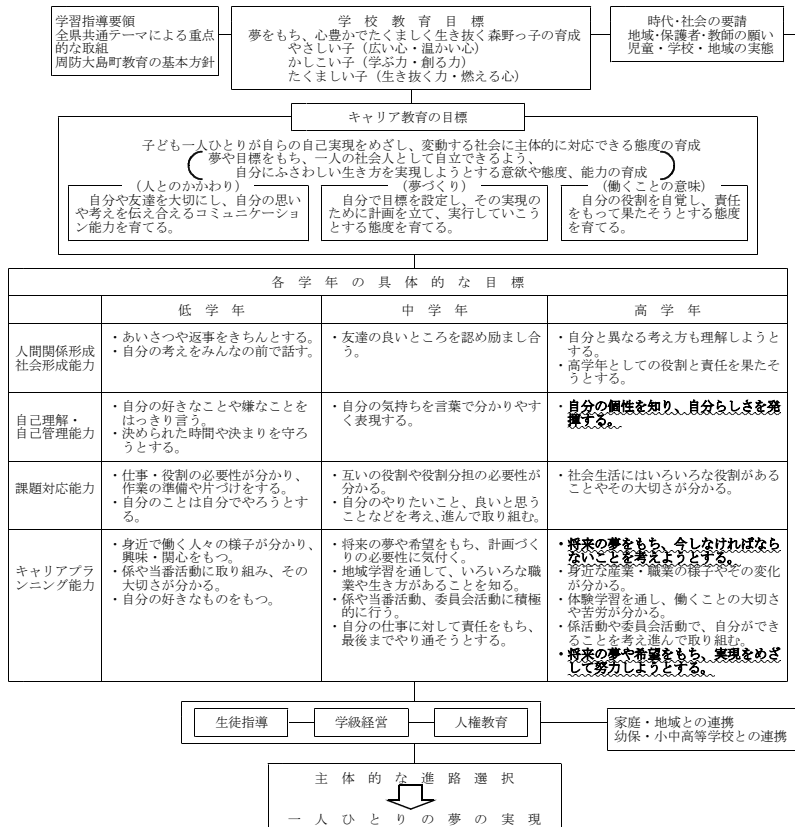 学習指導要領
全県共通テーマによる重点
的な取組
周防大島町教育の基本方針
学 校 教 育 目 標
夢をもち、心豊かでたくましく生き抜く森野っ子の育成
やさしい子（広い心・温かい心）
かしこい子（学ぶ力・創る力）
たくましい子（生き抜く力・燃える心）
時代･社会の要請
地域･保護者･教師の願い
児童・学校・地域の実態
キャリア教育の目標
子ども一人ひとりが自らの自己実現をめざし、変動する社会に主体的に対応できる態度の育成
夢や目標をもち、一人の社会人として自立できるよう、
自分にふさわしい生き方を実現しようとする意欲や態度、能力の育成
（人とのかかわり）
自分や友達を大切にし、自分の思い
や考えを伝え合えるコミュニケーショ
ン能力を育てる。
（夢づくり）
自分で目標を設定し、その実現の
ために計画を立て、実行していこう
とする態度を育てる。
（働くことの意味）
自分の役割を自覚し、責任
をもって果たそうとする態度
を育てる。
各 学 年 の 具 体 的 な 目 標
低 学 年
中 学 年
高 学 年
人間関係形成
社会形成能力
・あいさつや返事をきちんとする。
・自分の考えをみんなの前で話す。
・友達の良いところを認め励まし合
う。
・自分と異なる考え方も理解しようと
する。
・高学年としての役割と責任を果たそ
うとする。
自己理解・
自己管理能力
・自分の好きなことや嫌なことを
はっきり言う。
・決められた時間や決まりを守ろ
うとする。
・自分の気持ちを言葉で分かりやす
く表現する。
・自分の個性を知り、自分らしさを発
揮する。
課題対応能力
・仕事・役割の必要性が分かり、
作業の準備や片づけをする。
・自分のことは自分でやろうとす
る。
・互いの役割や役割分担の必要性が
分かる。
・自分のやりたいこと、良いと思う
ことなどを考え､進んで取り組む。
・社会生活にはいろいろな役割がある
ことやその大切さが分かる。
キャリアプラ
ンニング能力
・身近で働く人々の様子が分かり、
興味・関心をもつ。
・係や当番活動に取り組み、その
大切さが分かる。
・自分の好きなものをもつ。
・将来の夢や希望をもち、計画づく
りの必要性に気付く。
・地域学習を通して、いろいろな職
業や生き方があることを知る。
・係や当番活動、委員会活動に積極
的に行う。
・自分の仕事に対して責任をもち、
最後までやり通そうとする。
・将来の夢をもち、今しなければなら
ないことを考えようとする。
・身近な産業・職業の様子やその変化
が分かる。
・体験学習を通し、働くことの大切さ
や苦労が分かる。
・係活動や委員会活動で、自分ができ
ることを考え進んで取り組む。
・将来の夢や希望をもち、実現をめざ
して努力しようとする。
生徒指導
学級経営
人権教育
家庭・地域との連携
幼保・小中高等学校との連携
主 体 的 な 進 路 選 択
一 人 ひ と り の 夢 の 実 現